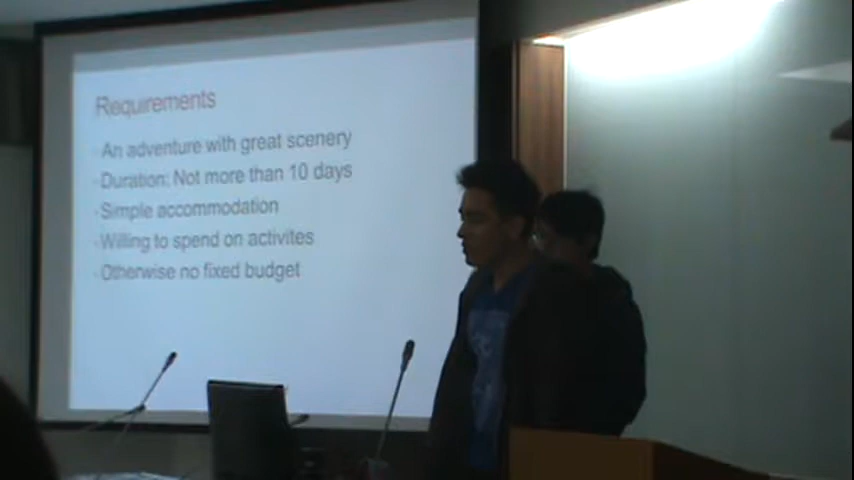 Requirements
·An adventure with great scenery
·Duration: Not more than 10 days
·Simple accommodation
·Willing to spend on activites
·Otherwise no fixed budget